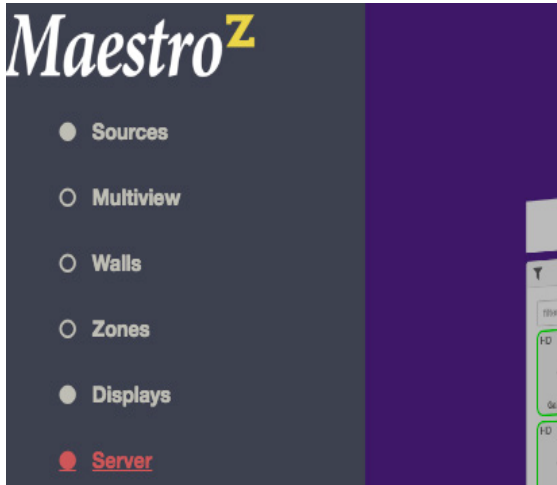 Maestro Z
Sources
Multiview
Walls
Zones
Displays
Server
HD
HD